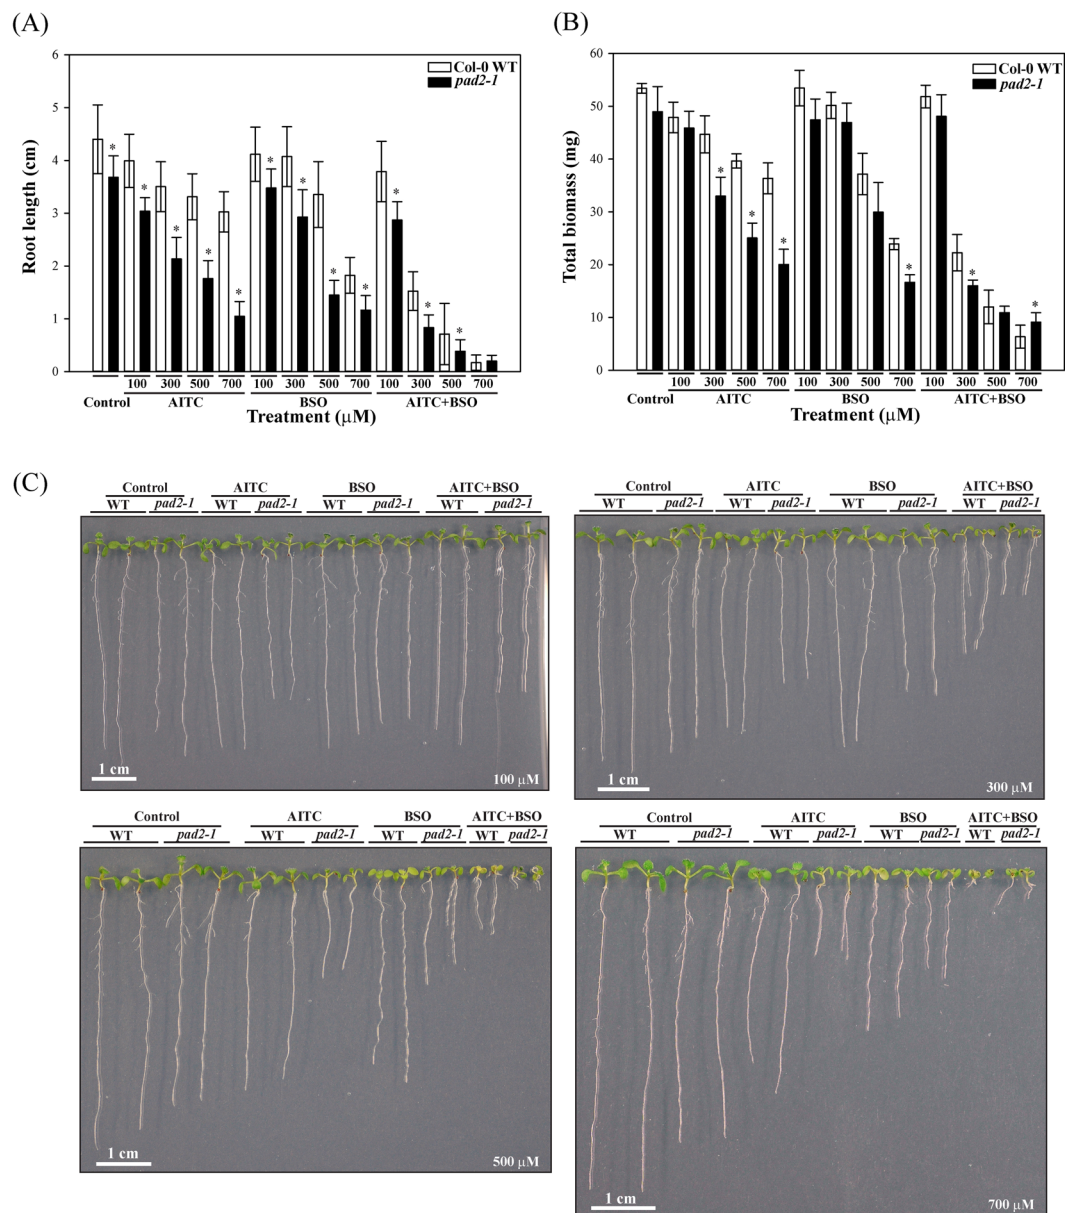 (A)
6
5
4
3
2
1
0
Root length (cm)
Col-0 WT
pad2-1
100 300 500 700 100 300 500 700 100 300 500 700
Control AITC BSO AITC+BSO
Treatment (μM)
* * * * * * * * * * * *
(B)
60
50
40
30
20
10
0
Total biomass (mg)
Col-0 WT
pad2-1
* * * * * *
100 300 500 700 100 300 500 700 100 300 500 700
Control AITC BSO AITC+BSO
Treatment (μM)
(C)
Control AITC BSO AITC+BSO
WT pad2-1 WT pad2-1 WT pad2-1 WT pad2-1
1 cm
100 μM
Control AITC BSO AITC+BSO
WT pad2-1 WT pad2-1 WT pad2-1 WT pad2-1
1 cm
300 μM
Control AITC BSO AITC+BSO
WT pad2-1 WT pad2-1 WT pad2-1 WT pad2-1
1 cm
500 μM
Control AITC BSO AITC+BSO
WT pad2-1 WT pad2-1 WT pad2-1 WT pad2-1
1 cm
700 μM